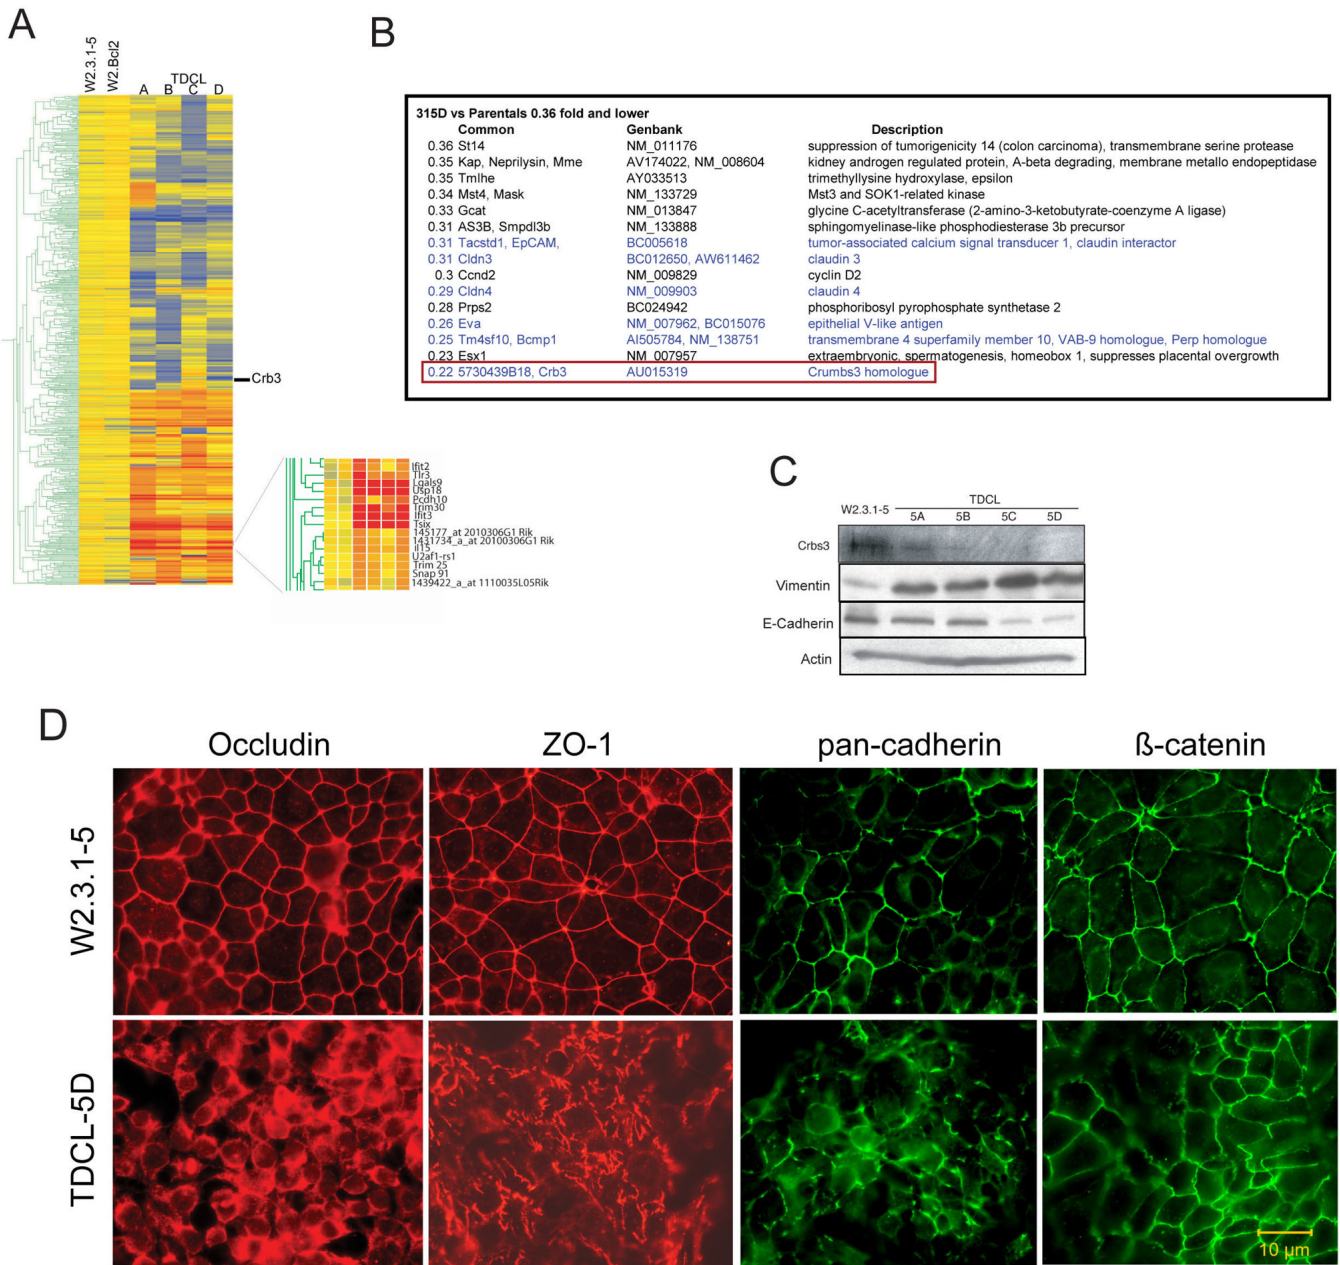 A
W2.3.1-5
W2.Bcl2
TDCL
A B C D
Crb3
Ifit2
Tlr3
Lgals9
Usp18
Pcdh10
Trim30
Ifit3
Tsix
145177_at 2010306G1 Rik
1431734_a_at 20100306G1 Rik
il15
U2af1-rs1
Trim 25
Snap 91
1439422_a_at 1110035L05Rik
B
315D vs Parentals 0.36 fold and lower
Common Genbank Description
0.36 St14 NM_011176 suppression of tumorigenicity 14 (colon carcinoma), transmembrane serine protease
0.35 Kap, Neprilysin, Mme AV174022, NM_008604 kidney androgen regulated protein, A-beta degrading, membrane metallo endopeptidase
0.35 Tmlhe AY033513 trimethyllysine hydroxylase, epsilon
0.34 Mst4, Mask NM_133729 Mst3 and SOK1-related kinase
0.33 Gcat NM_013847 glycine C-acetyltransferase (2-amino-3-ketobutyrate-coenzyme A ligase)
0.31 AS3B, Smpdl3b NM_133888 sphingomyelinase-like phosphodiesterase 3b precursor
0.31 Tacstd1, EpCAM, BC005618 tumor-associated calcium signal transducer 1, claudin interactor
0.31 Cldn3 BC012650, AW611462 claudin 3
0.3 Ccnd2 NM_009829 cyclin D2
0.29 Cldn4 NM_009903 claudin 4
0.28 Prps2 BC024942 phosphoribosyl pyrophosphate synthetase 2
0.26 Eva NM_007962, BC015076 epithelial V-like antigen
0.25 Tm4sf10, Bcmp1 AI505784, NM_138751 transmembrane 4 superfamily member 10, VAB-9 homologue, Perp homologue
0.23 Esx1 NM_007957 extraembryonic, spermatogenesis, homeobox 1, suppresses placental overgrowth
0.22 5730439B18, Crb3 AU015319 Crumbs3 homologue
C
TDCL
W2.3.1-5 5A 5B 5C 5D
Crbs3
Vimentin
E-Cadherin
Actin
D
Occludin ZO-1 pan-cadherin ß-catenin
W2.3.1-5
TDCL-5D
10 µm